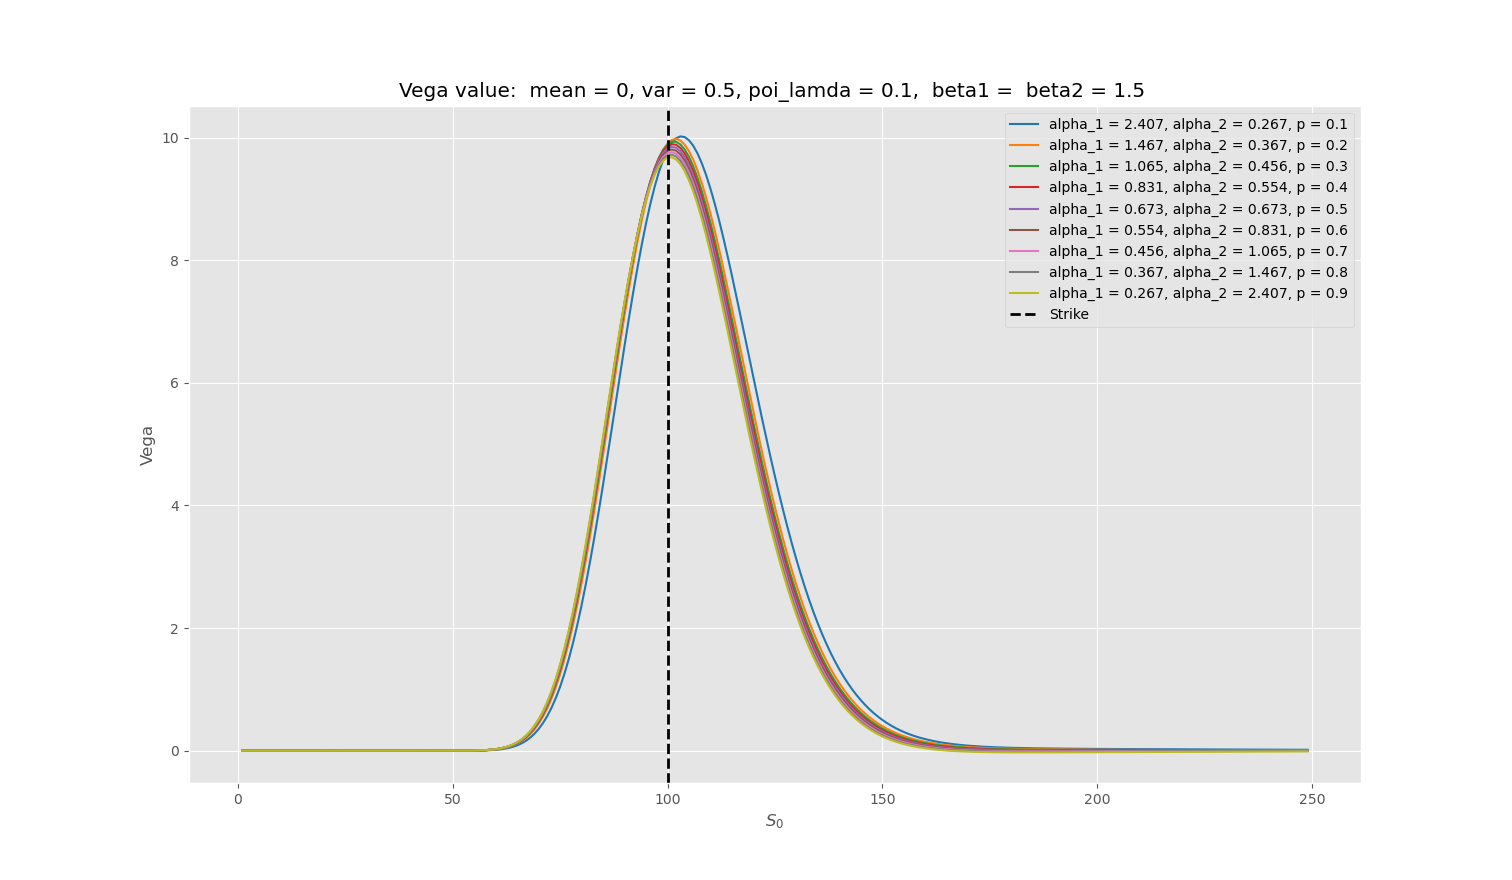 Vega value:  mean = 0, var = 0.5, poi_lamda = 0.1,  beta1 =  beta2 = 1.5
alpha_1 = 2.407, alpha_2 = 0.267, p = 0.1
alpha_1 = 1.467, alpha_2 = 0.367, p = 0.2
alpha_1 = 1.065, alpha_2 = 0.456, p = 0.3
alpha_1 = 0.831, alpha_2 = 0.554, p = 0.4
alpha_1 = 0.673, alpha_2 = 0.673, p = 0.5
alpha_1 = 0.554, alpha_2 = 0.831, p = 0.6
alpha_1 = 0.456, alpha_2 = 1.065, p = 0.7
alpha_1 = 0.367, alpha_2 = 1.467, p = 0.8
alpha_1 = 0.267, alpha_2 = 2.407, p = 0.9
Strike
10
8
6
4
2
0
Vega
0 50 100 150 200 250
S₀